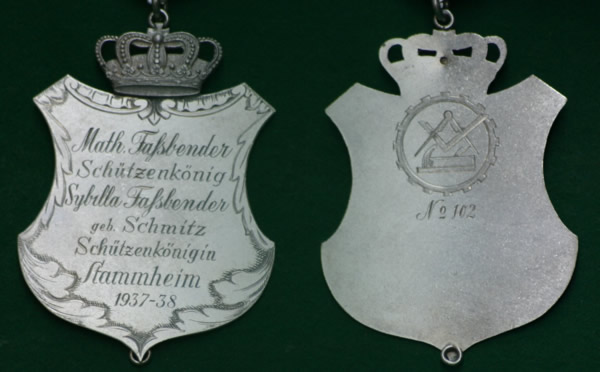 Math. Faßbender
Schützenkönig
Sybilla Faßbender
geb. Schmitz
Schützenkönigin
Stammheim
1937-38
No 102